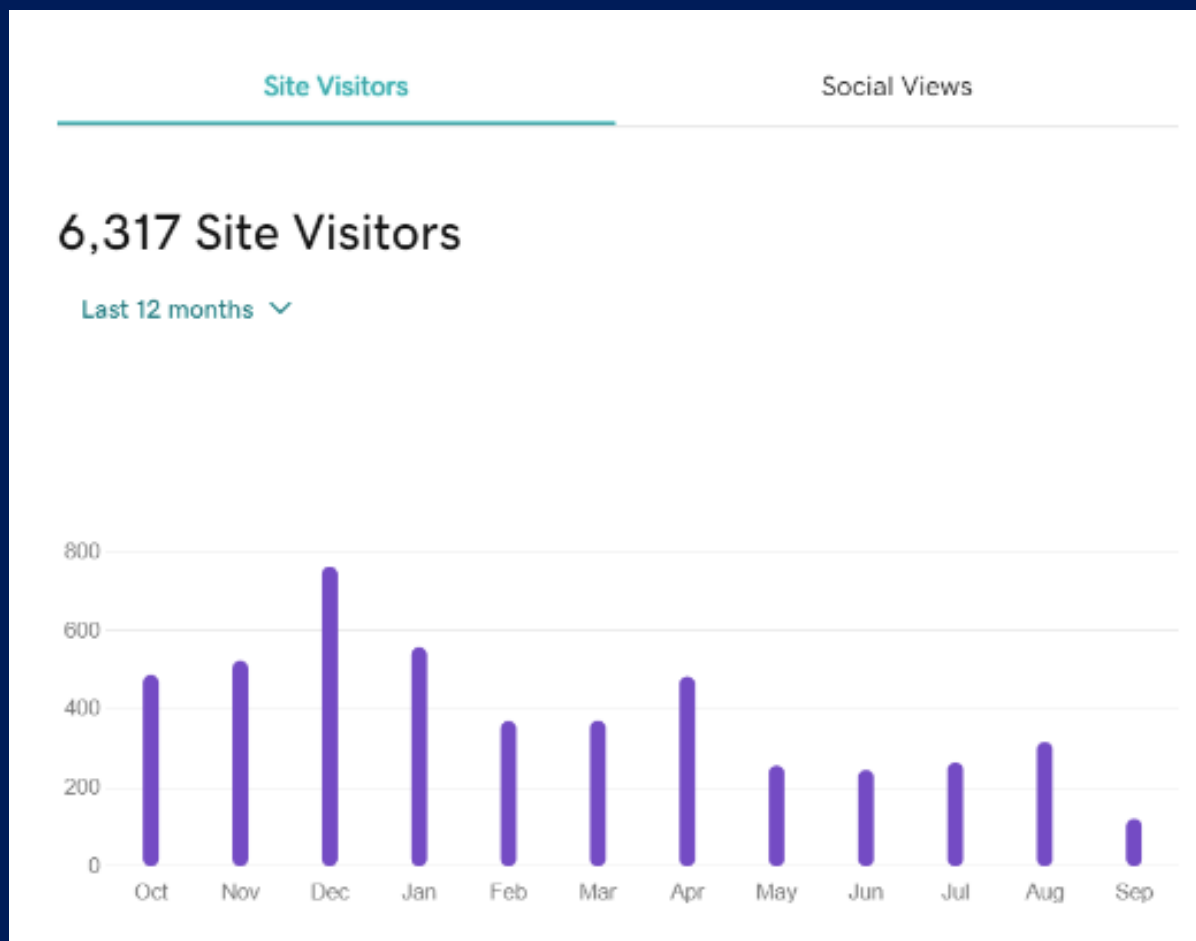 Site Visitors Social Views
6,317 Site Visitors
Last 12 months
800
600
400
200
0
Oct Nov Dec Jan Feb Mar Apr May Jun Jul Aug Sep